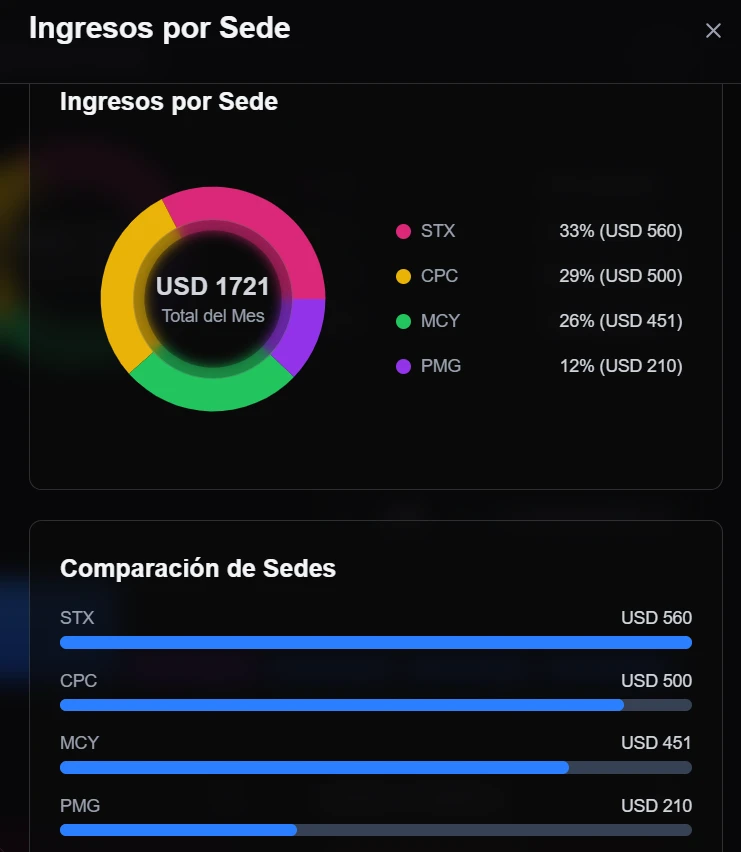 Ingresos por Sede
Ingresos por Sede
USD 1721
Total del Mes
STX 33% (USD 560)
CPC 29% (USD 500)
MCY 26% (USD 451)
PMG 12% (USD 210)
Comparación de Sedes
STX USD 560
CPC USD 500
MCY USD 451
PMG USD 210